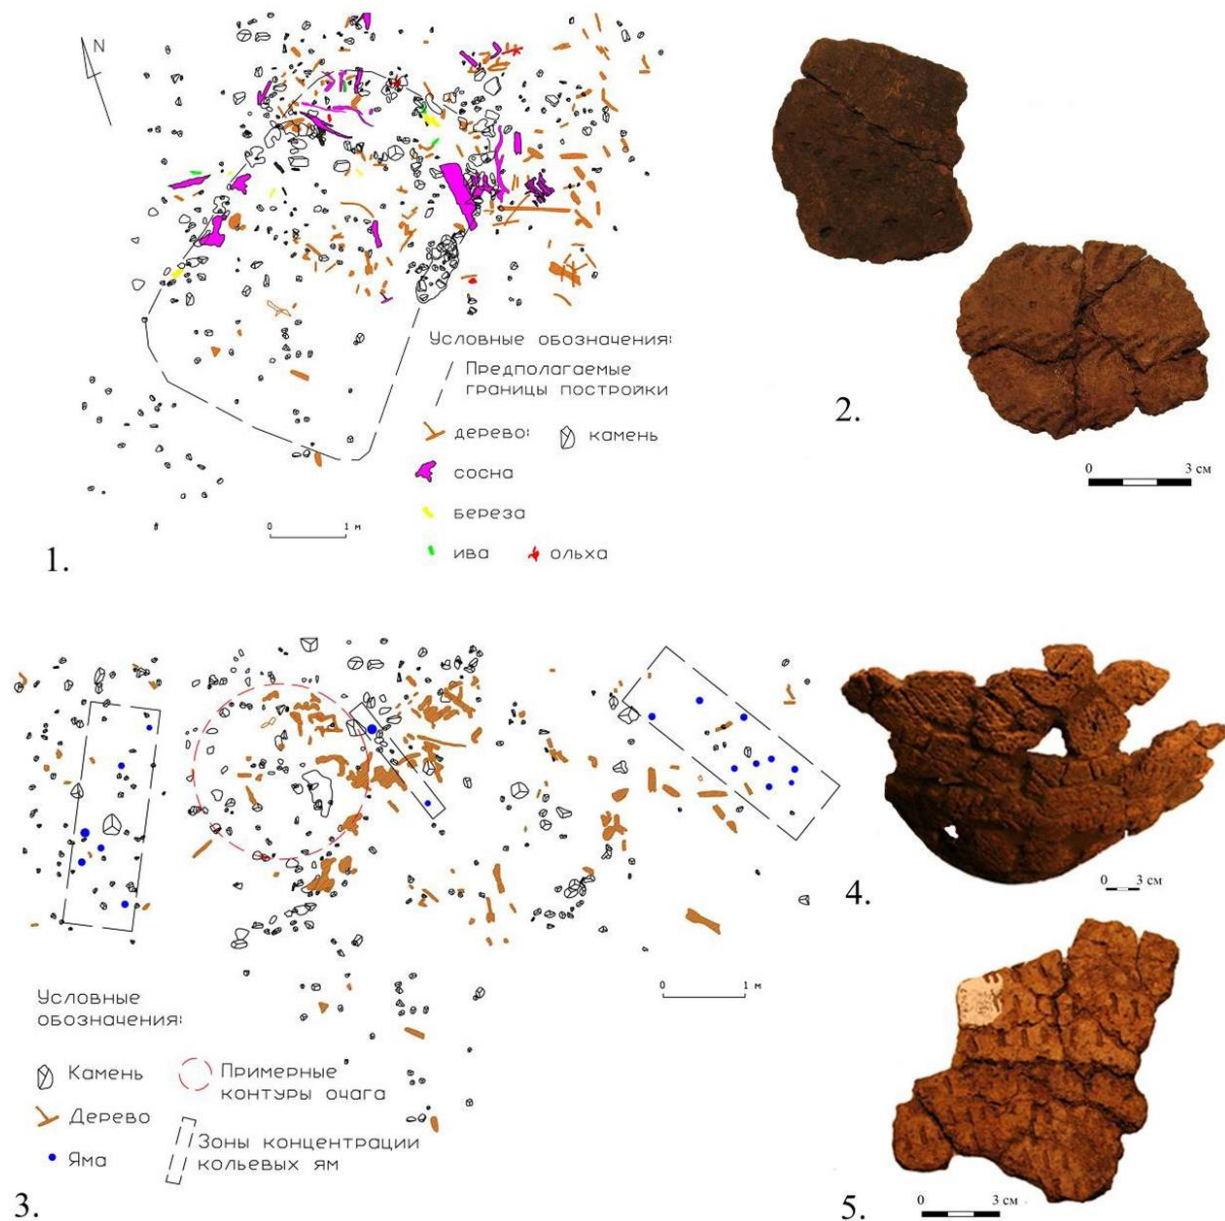 N
Условные обозначения:
Предполагаемые
границы постройки
дерево:
камень
сосна
береза
ива
ольха
0 1 м
1.
2.
0 3 см
3.
0 1 м
Условные
обозначения:
Камень
Примерные
контуры очага
Дерево
Зоны концентрации
кольевых ям
Яма
4.
0 3 см
5.
0 3 см